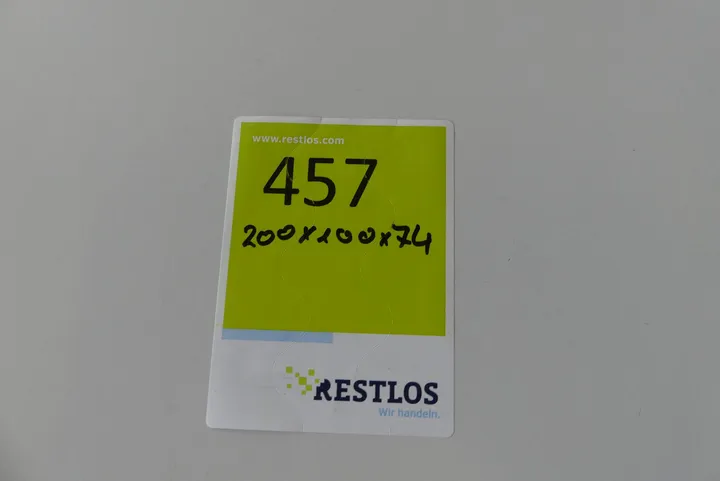 www.restlos.com
457
200x100x74
RESTLOS
Wir handeln.